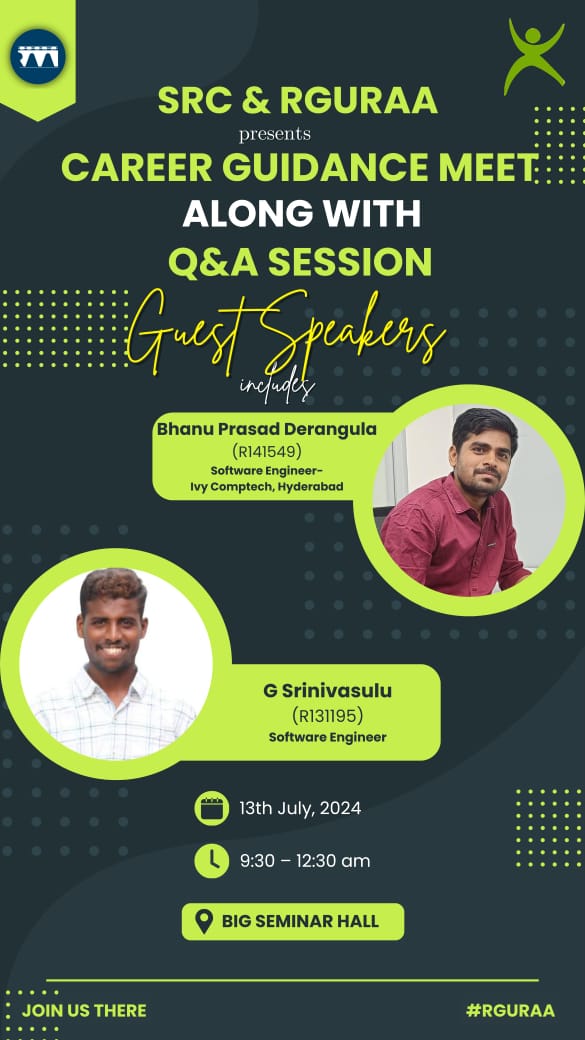 SRC & RGURAA
presents
CAREER GUIDANCE MEET
ALONG WITH
Q&A SESSION
Guest Speakers
includes
Bhanu Prasad Derangula
(R141549)
Software Engineer-
Ivy Comptech, Hyderabad
G Srinivasulu
(R131195)
Software Engineer
13th July, 2024
9:30 – 12:30 am
BIG SEMINAR HALL
JOIN US THERE
#RGURAA